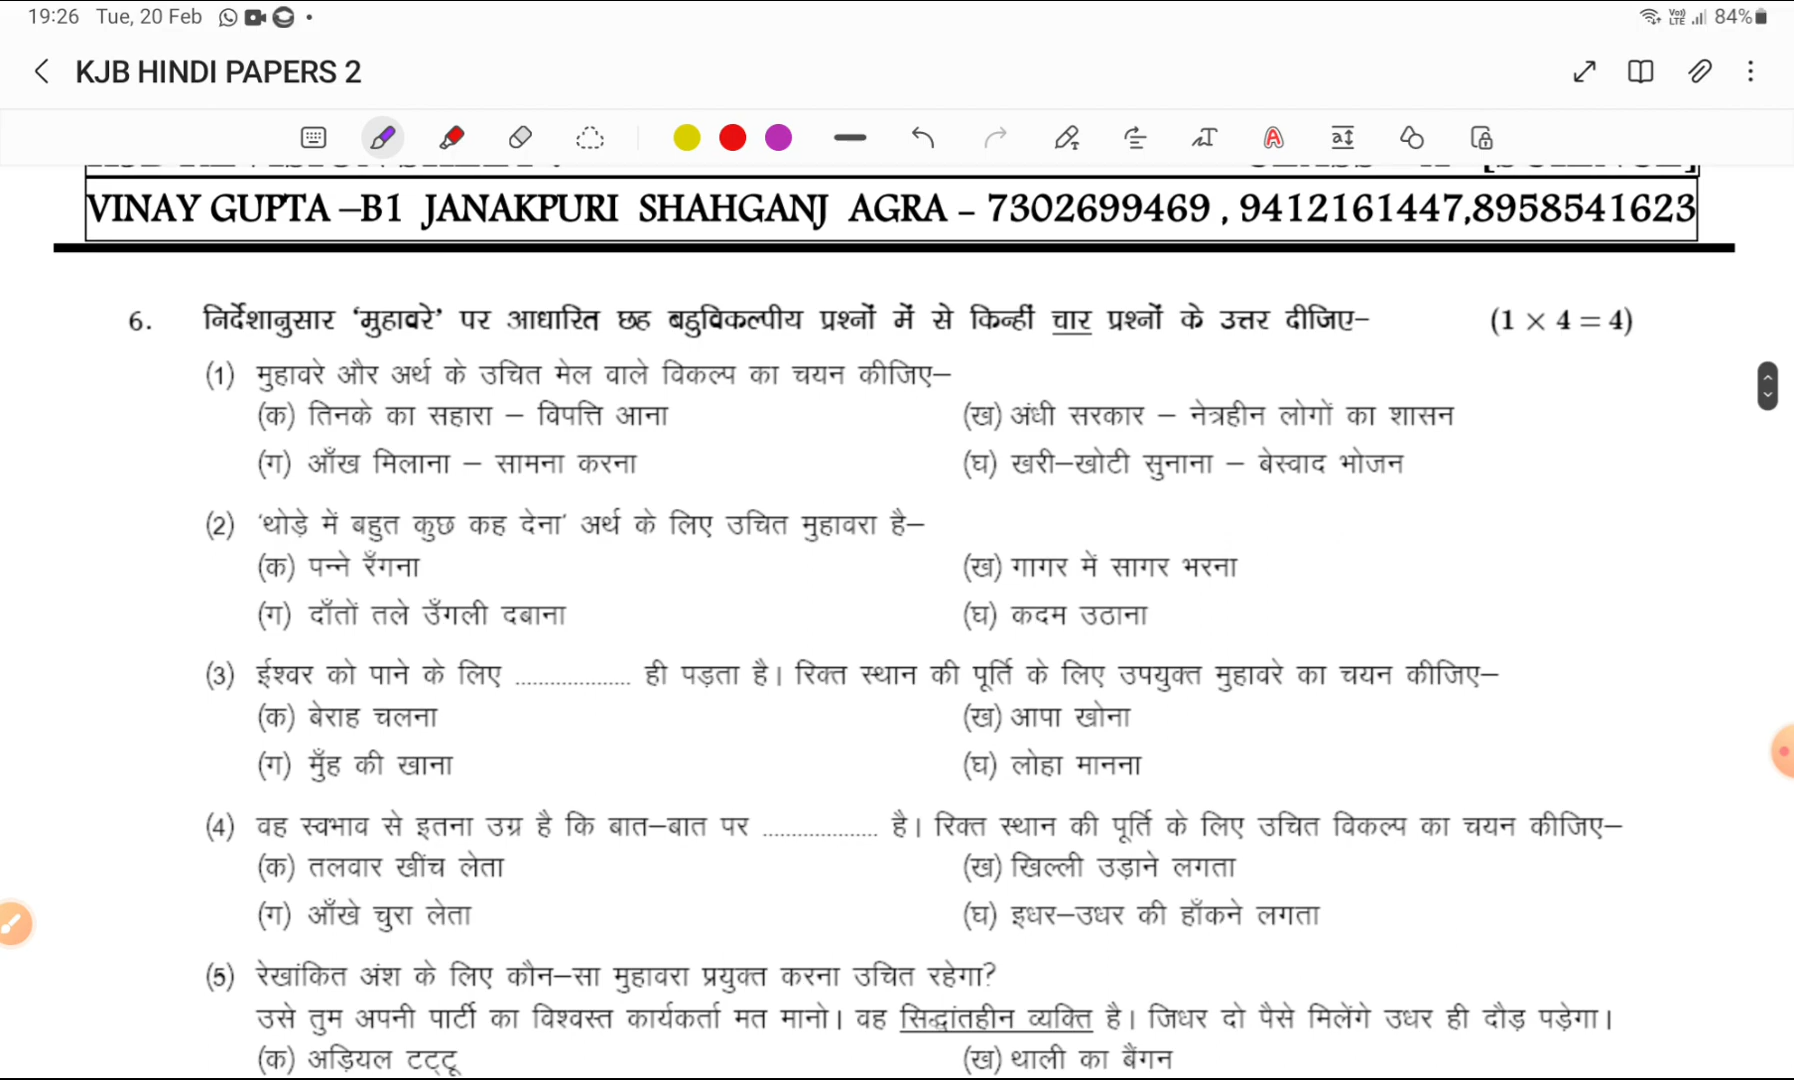 19:26 Tue, 20 Feb
84%
KJB HINDI PAPERS 2
VINAY GUPTA –B1 JANAKPURI SHAHGANJ AGRA – 7302699469 , 9412161447,8958541623
6. निर्देशानुसार ‘मुहावरे’ पर आधारित छह बहुविकल्पीय प्रश्नों में से किन्हीं चार प्रश्नों के उत्तर दीजिए– (1 × 4 = 4)
(1) मुहावरे और अर्थ के उचित मेल वाले विकल्प का चयन कीजिए–
(क) तिनके का सहारा – विपत्ति आना (ख) अंधी सरकार – नेत्रहीन लोगों का शासन
(ग) आँख मिलाना – सामना करना (घ) खरी–खोटी सुनाना – बेस्वाद भोजन
(2) 'थोड़े में बहुत कुछ कह देना' अर्थ के लिए उचित मुहावरा है–
(क) पन्ने रँगना (ख) गागर में सागर भरना
(ग) दाँतों तले उँगली दबाना (घ) कदम उठाना
(3) ईश्वर को पाने के लिए .................. ही पड़ता है। रिक्त स्थान की पूर्ति के लिए उपयुक्त मुहावरे का चयन कीजिए–
(क) बेराह चलना (ख) आपा खोना
(ग) मुँह की खाना (घ) लोहा मानना
(4) वह स्वभाव से इतना उग्र है कि बात–बात पर .................. है। रिक्त स्थान की पूर्ति के लिए उचित विकल्प का चयन कीजिए–
(क) तलवार खींच लेता (ख) खिल्ली उड़ाने लगता
(ग) आँखे चुरा लेता (घ) इधर–उधर की हाँकने लगता
(5) रेखांकित अंश के लिए कौन–सा मुहावरा प्रयुक्त करना उचित रहेगा?
उसे तुम अपनी पार्टी का विश्वस्त कार्यकर्ता मत मानो। वह सिद्धांतहीन व्यक्ति है। जिधर दो पैसे मिलेंगे उधर ही दौड़ पड़ेगा।
(क) अड़ियल टट्टू (ख) थाली का बैंगन